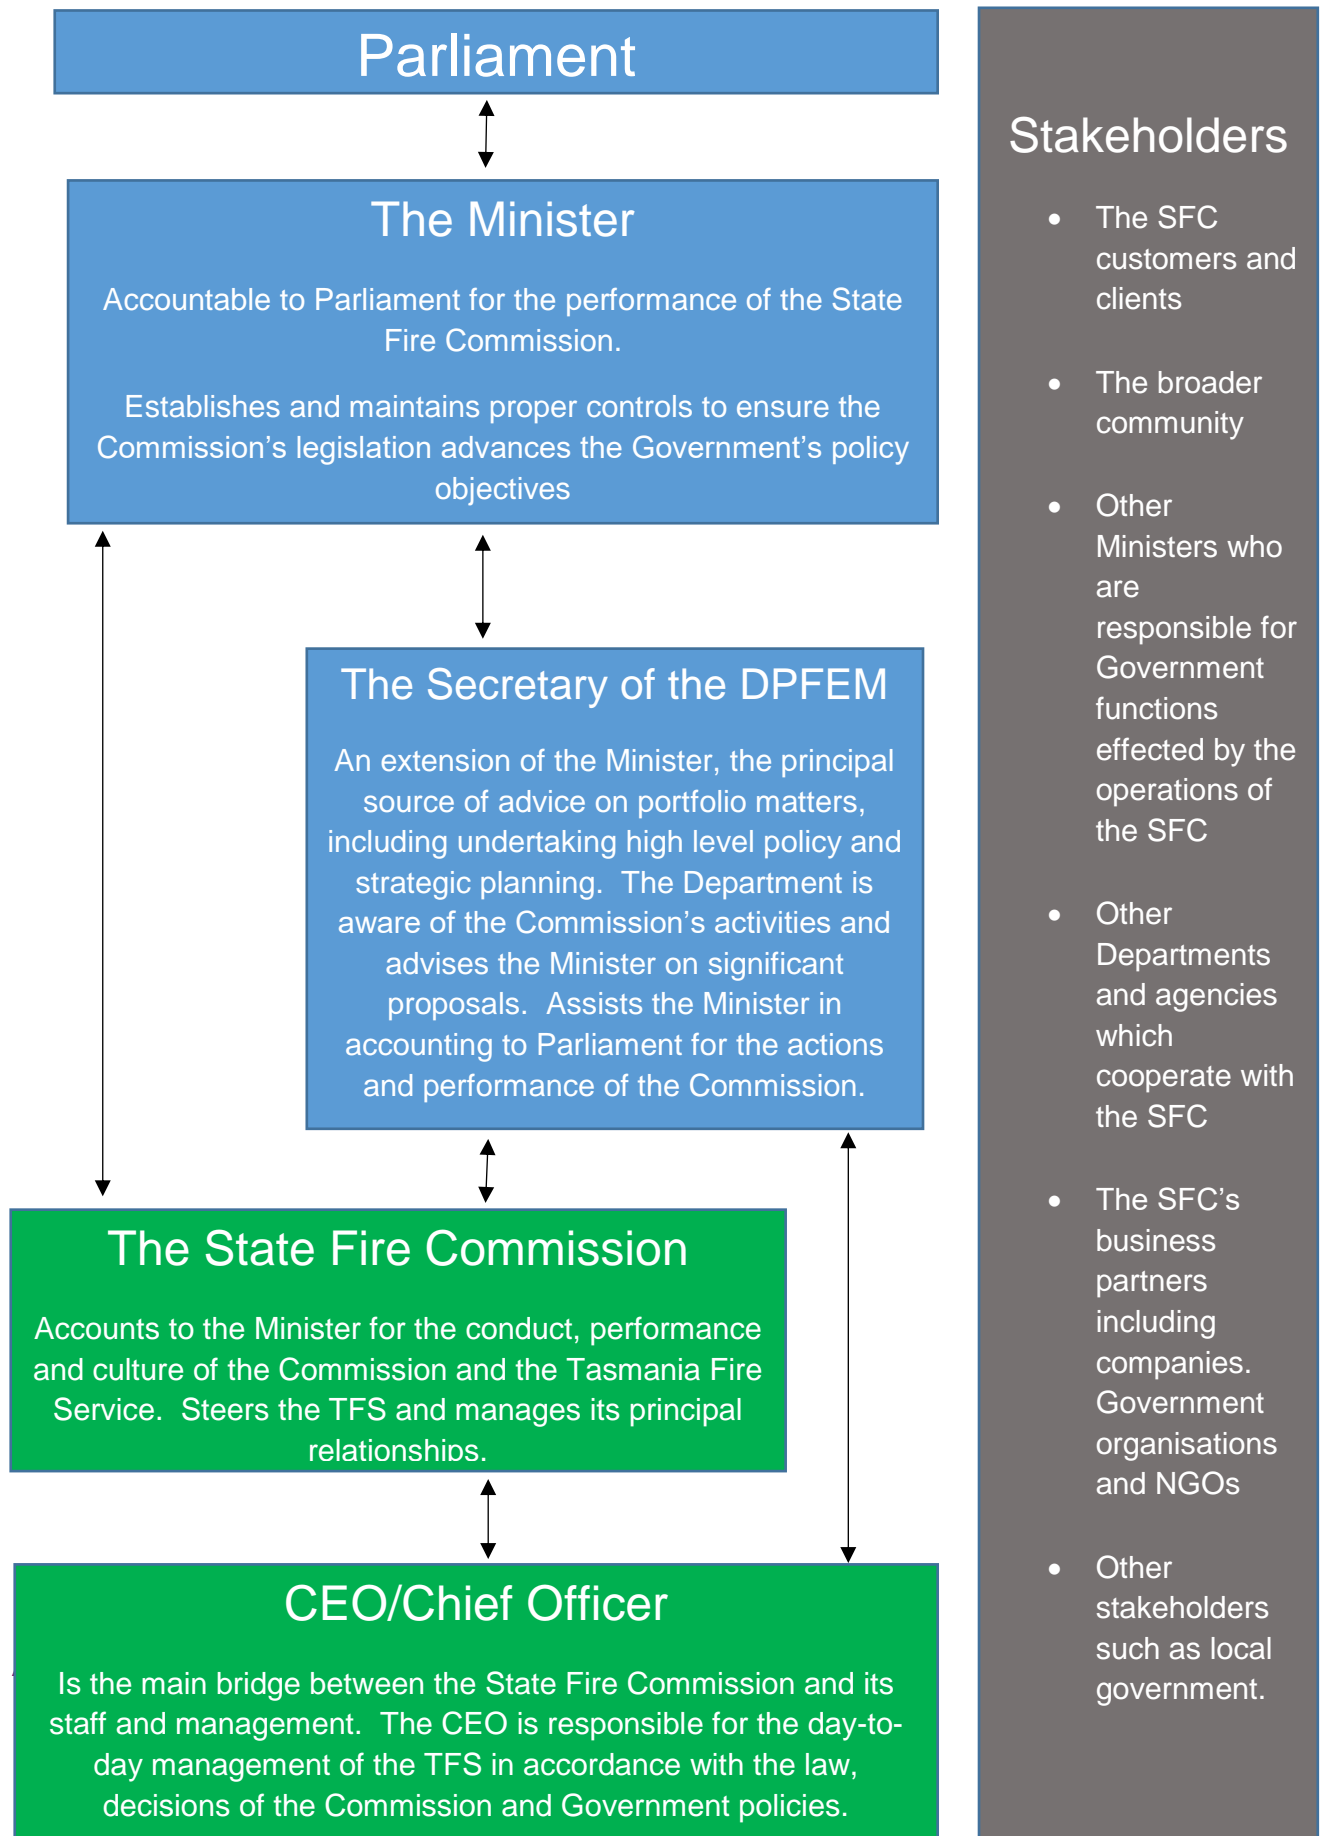 Parliament
The Minister
Accountable to Parliament for the performance of the State
Fire Commission.
Establishes and maintains proper controls to ensure the
Commission’s legislation advances the Government’s policy
objectives
The Secretary of the DPFEM
An extension of the Minister, the principal
source of advice on portfolio matters,
including undertaking high level policy and
strategic planning.  The Department is
aware of the Commission’s activities and
advises the Minister on significant
proposals.  Assists the Minister in
accounting to Parliament for the actions
and performance of the Commission.
The State Fire Commission
Accounts to the Minister for the conduct, performance
and culture of the Commission and the Tasmania Fire
Service.  Steers the TFS and manages its principal
relationships.
CEO/Chief Officer
Is the main bridge between the State Fire Commission and its
staff and management.  The CEO is responsible for the day-to-
day management of the TFS in accordance with the law,
decisions of the Commission and Government policies.
Stakeholders
• The SFC
customers and
clients
• The broader
community
• Other
Ministers who
are
responsible for
Government
functions
effected by the
operations of
the SFC
• Other
Departments
and agencies
which
cooperate with
the SFC
• The SFC’s
business
partners
including
companies.
Government
organisations
and NGOs
• Other
stakeholders
such as local
government.